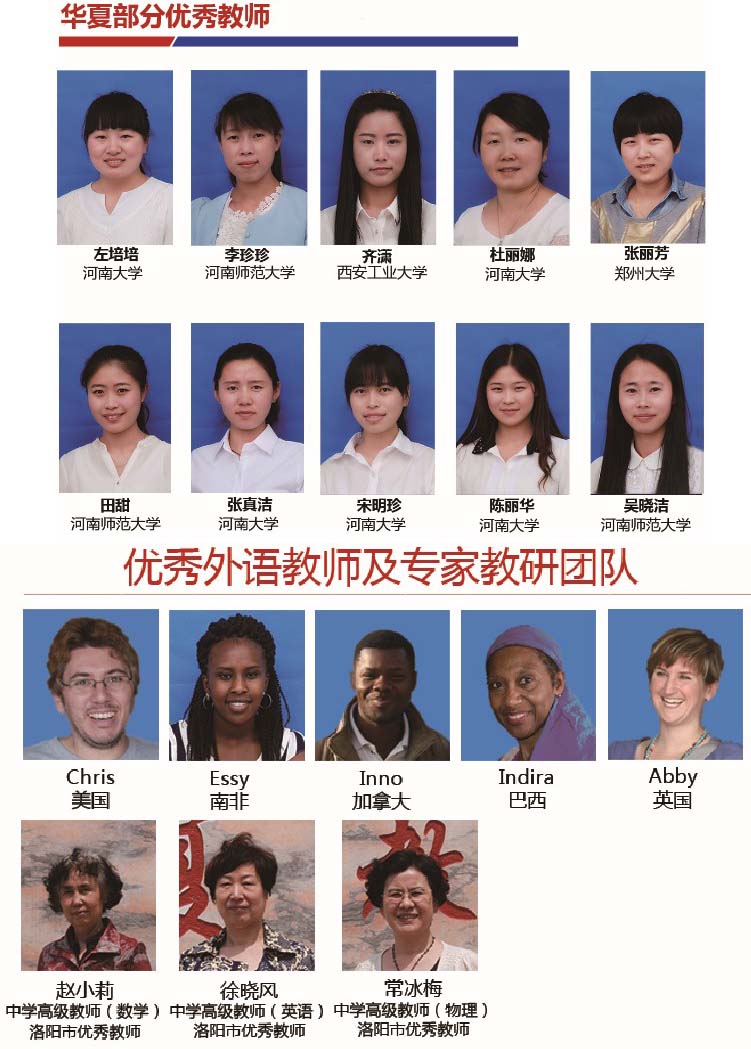 华夏部分优秀教师
左培培 李珍珍 齐潇 杜丽娜 张丽芳
河南大学 河南师范大学 西安工业大学 河南大学 郑州大学
田甜 张真洁 宋明珍 陈丽华 吴晓洁
河南师范大学 河南大学 河南大学 河南大学 河南师范大学
优秀外语教师及专家教研团队
Chris Essy Inno Indira Abby
美国 南非 加拿大 巴西 英国
夏 教
赵小莉 徐晓风 常冰梅
中学高级教师（数学） 中学高级教师（英语） 中学高级教师（物理）
洛阳市优秀教师 洛阳市优秀教师 洛阳市优秀教师